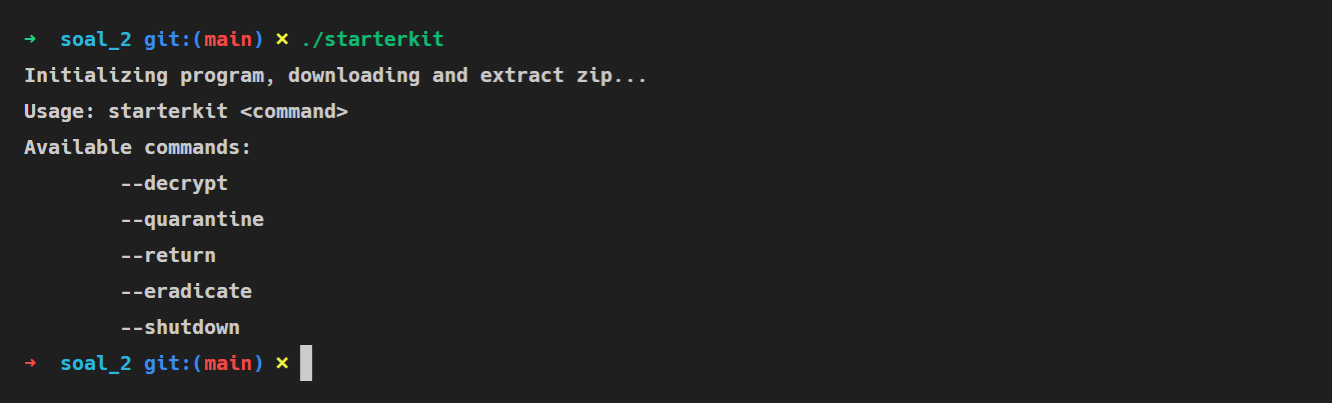 ➜  soal_2 git:(main) ✗ ./starterkit
Initializing program, downloading and extract zip...
Usage: starterkit <command>
Available commands:
        --decrypt
        --quarantine
        --return
        --eradicate
        --shutdown
➜  soal_2 git:(main) ✗